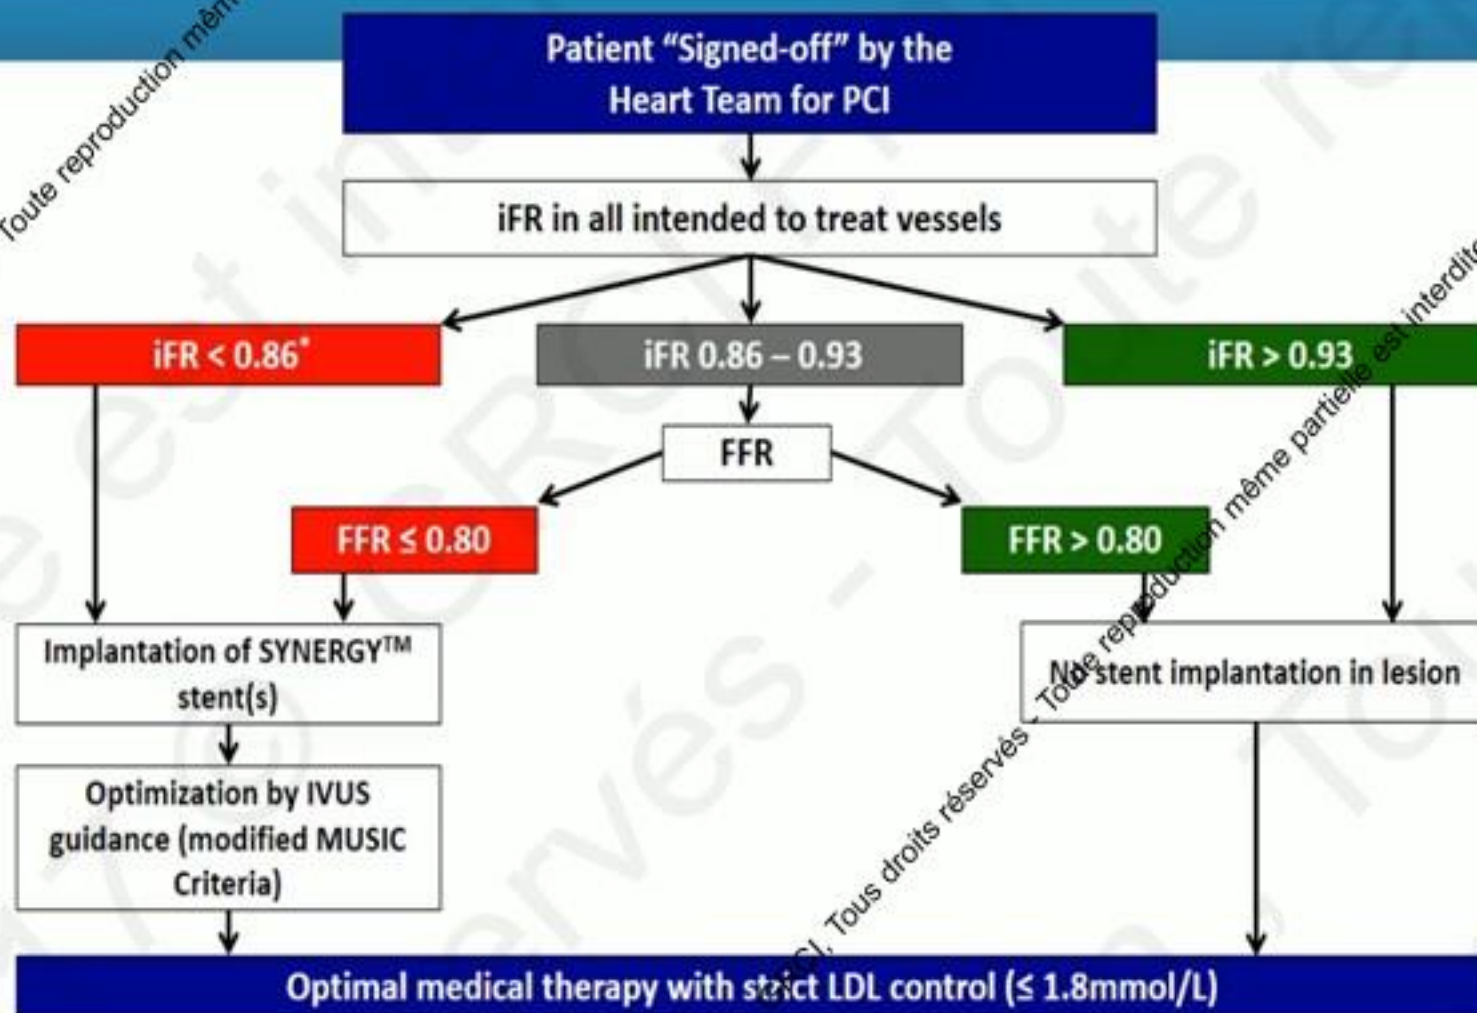 Patient “Signed-off” by the
Heart Team for PCI
iFR in all intended to treat vessels
iFR < 0.86*
iFR 0.86 – 0.93
iFR > 0.93
FFR
FFR ≤ 0.80
FFR > 0.80
Implantation of SYNERGY™
stent(s)
No stent implantation in lesion
Optimization by IVUS
guidance (modified MUSIC
Criteria)
Optimal medical therapy with strict LDL control (≤ 1.8mmol/L)
Toute reproduction
Tous droits réservés - Toute reproduction même partielle est interdite